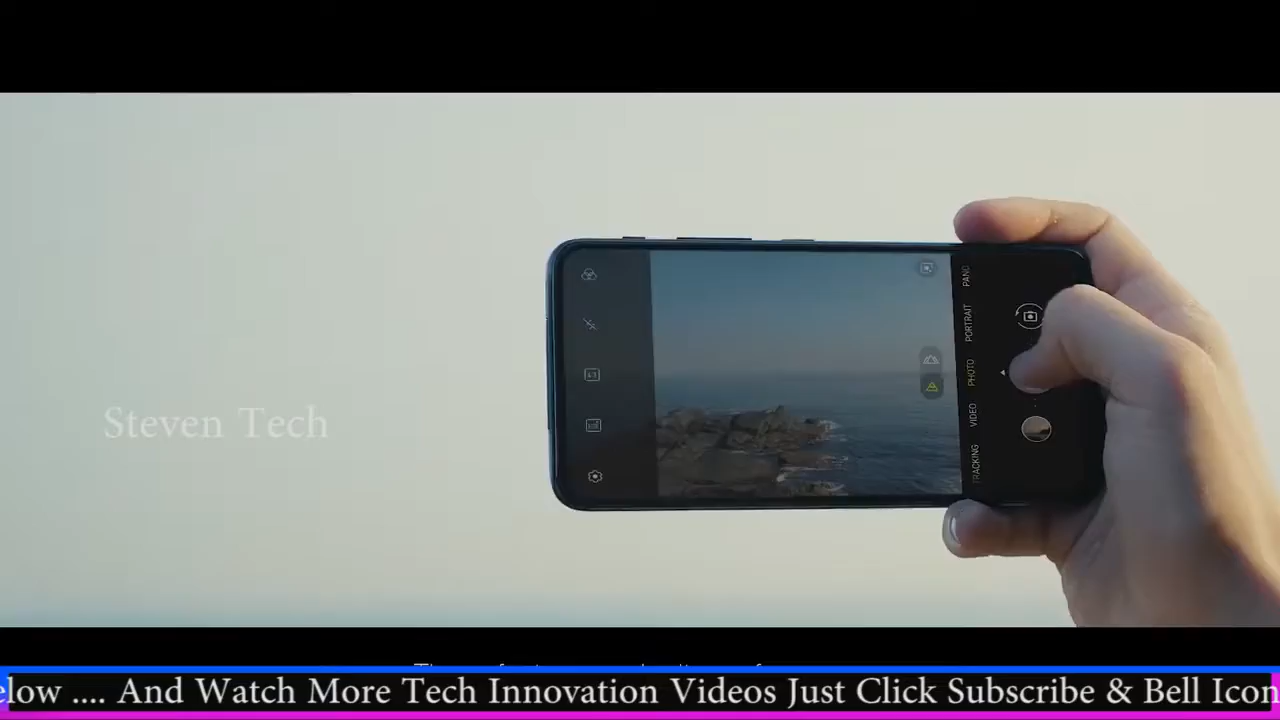 PANO
PORTRAIT
PHOTO
VIDEO
TRACKING
Steven Tech
elow .... And Watch More Tech Innovation Videos Just Click Subscribe & Bell Icon